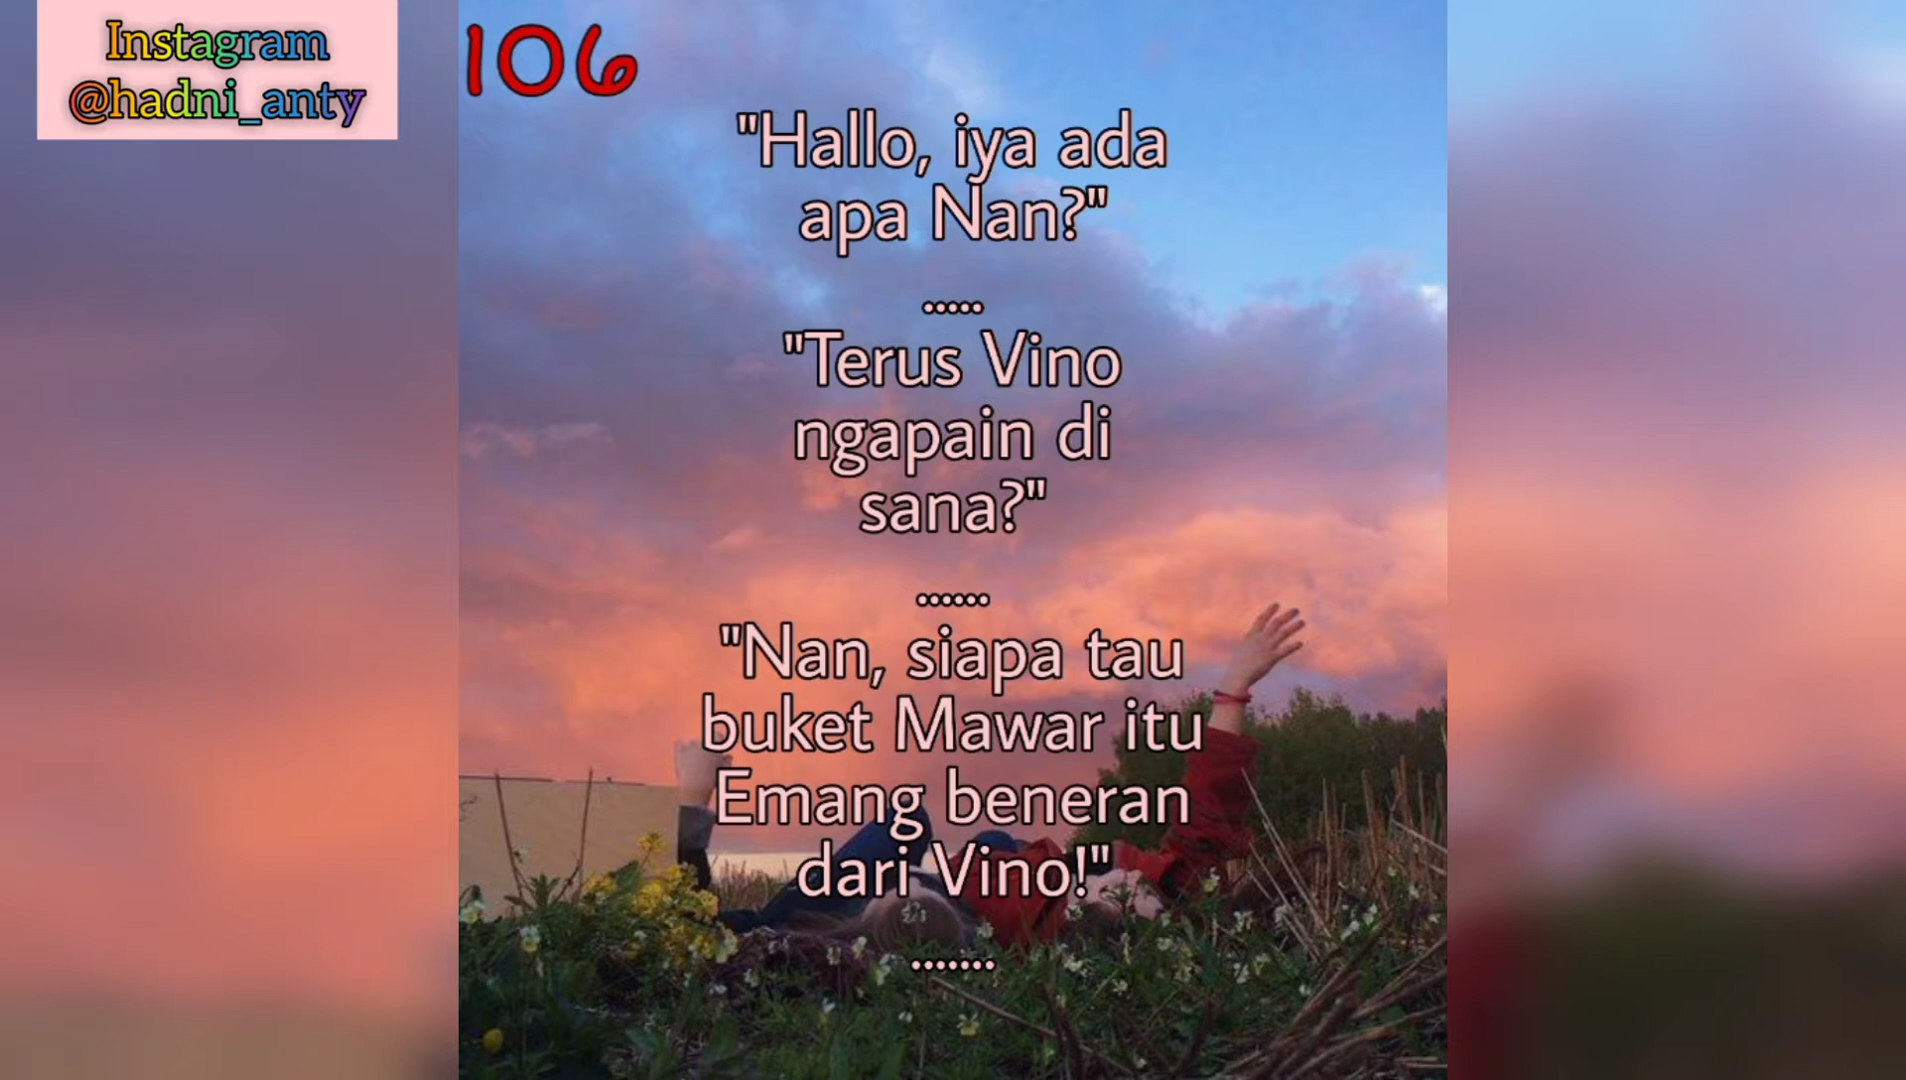 Instagram
@hadni_anty
106
"Hallo, iya ada
apa Nan?"
.....
"Terus Vino
ngapain di
sana?"
......
"Nan, siapa tau
buket Mawar itu
Emang beneran
dari Vino!"
.......